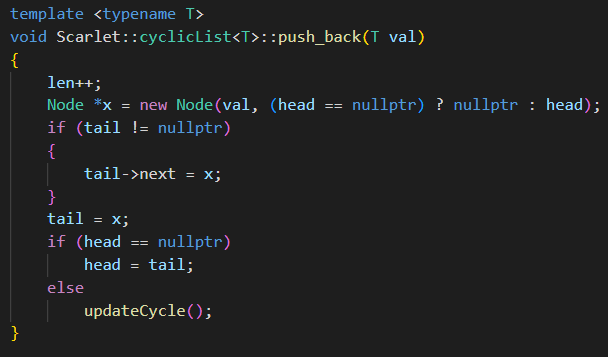 template <typename T>
void Scarlet::cyclicList<T>::push_back(T val)
{
    len++;
    Node *x = new Node(val, (head == nullptr) ? nullptr : head);
    if (tail != nullptr)
    {
        tail->next = x;
    }
    tail = x;
    if (head == nullptr)
        head = tail;
    else
        updateCycle();
}